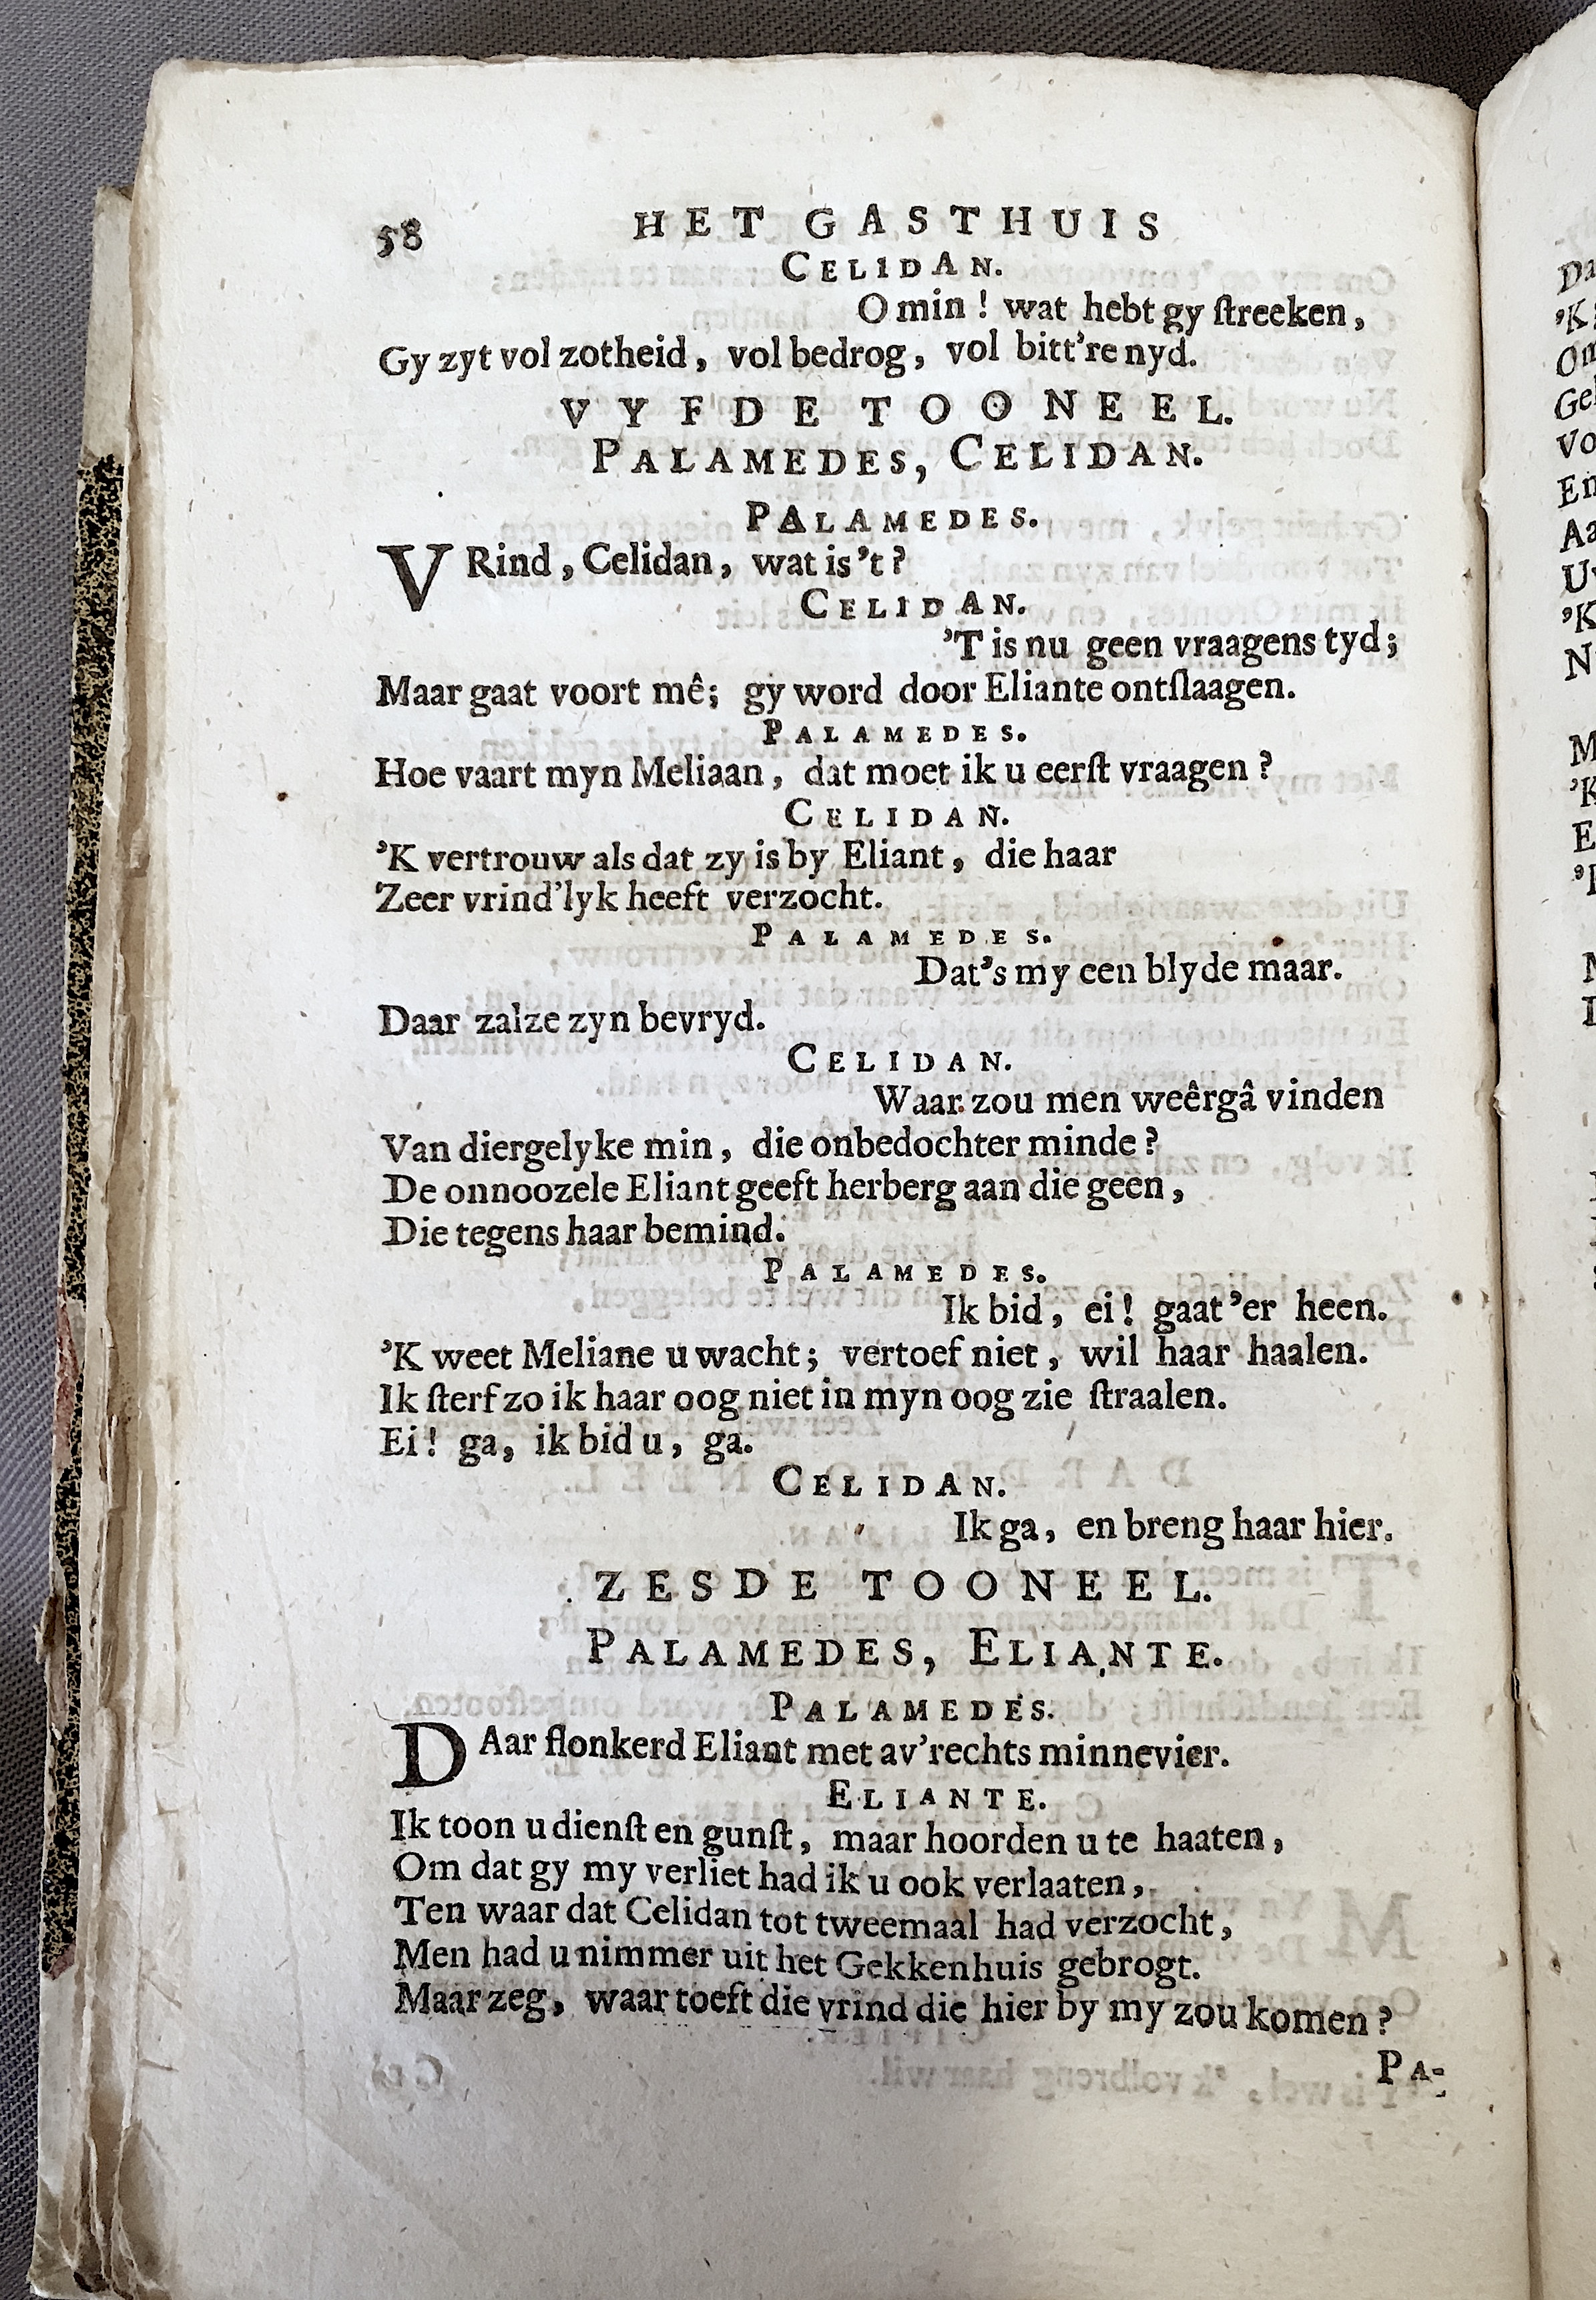 58 HET GASTHUIS
CELIDAN.
O min! wat hebt gy ſtreeken,
Gy zyt vol zotheid, vol bedrog, vol bitt're nyd.
VYFDE TOONEEL.
PALAMEDES, CELIDAN.
PALAMEDES.
VRind, Celidan, wat is 't?
CELIDAN.
'T is nu geen vraagens tyd;
Maar gaat voort mê; gy word door Eliante ontſlaagen.
PALAMEDES.
Hoe vaart myn Meliaan, dat moet ik u eerſt vraagen?
CELIDAN.
'K vertrouw als dat zy is by Eliant, die haar
Zeer vrind'lyk heeft verzocht.
PALAMEDES.
Dat's my een blyde maar.
Daar zalze zyn bevryd.
CELIDAN.
Waar zou men weêrgâ vinden
Van diergelyke min, die onbedochter minde?
De onnoozele Eliant geeft herberg aan die geen,
Die tegens haar bemind.
PALAMEDES.
Ik bid, ei! gaat 'er heen.
'K weet Meliane u wacht; vertoef niet, wil haar haalen.
Ik ſterf zo ik haar oog niet in myn oog zie ſtraalen.
Ei! ga, ik bid u, ga.
CELIDAN.
Ik ga, en breng haar hier.
ZESDE TOONEEL.
PALAMEDES, ELIANTE.
PALAMEDES.
DAar flonkerd Eliant met av'rechts minnevier.
ELIANTE.
Ik toon u dienſt en gunſt, maar hoorden u te haaten,
Om dat gy my verliet had ik u ook verlaaten,
Ten waar dat Celidan tot tweemaal had verzocht,
Men had u nimmer uit het Gekkenhuis gebrogt.
Maar zeg, waar toeft die vrind die hier by my zou komen?
PA-